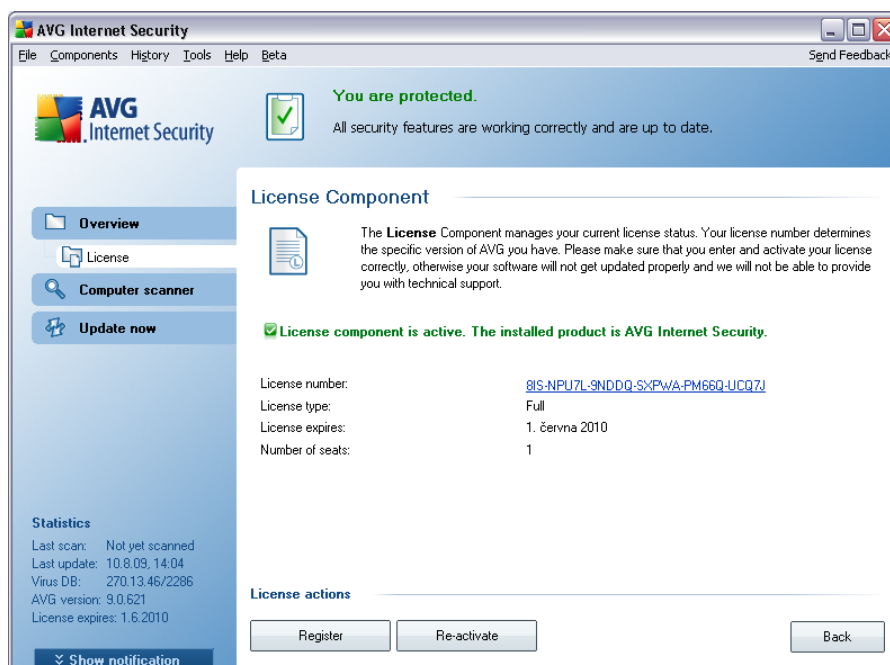 AVG Internet Security
File Components History Tools Help Beta Send Feedback
AVG
Internet Security
You are protected.
All security features are working correctly and are up to date.
Overview
License
Computer scanner
Update now
License Component
The License Component manages your current license status. Your license number determines
the specific version of AVG you have. Please make sure that you enter and activate your license
correctly, otherwise your software will not get updated properly and we will not be able to provide
you with technical support.
License component is active. The installed product is AVG Internet Security.
License number: 8IS-NPU7L-9NDDQ-SXPWA-PM66Q-UCQ7J
License type: Full
License expires: 1. června 2010
Number of seats: 1
Statistics
Last scan: Not yet scanned
Last update: 10.8.09, 14:04
Virus DB: 270.13.46/2286
AVG version: 9.0.621
License expires: 1.6.2010
Show notification
License actions
Register Re-activate Back